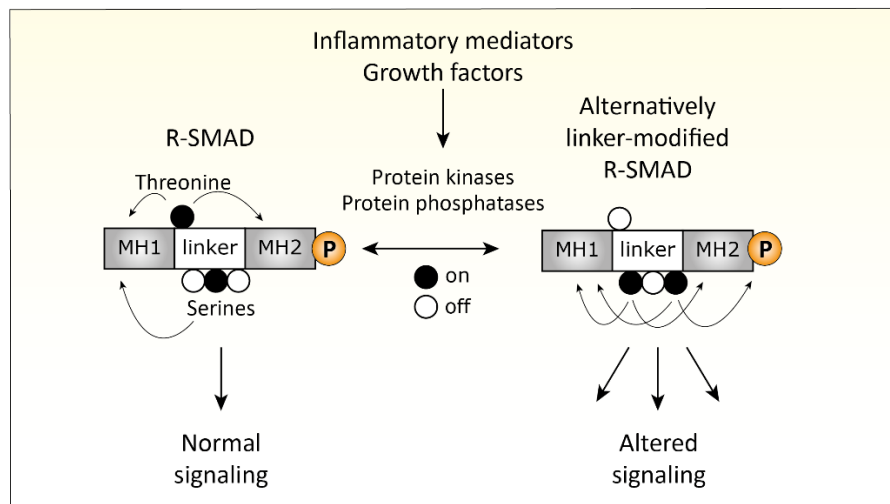 Inflammatory mediators
Growth factors
R-SMAD
Alternatively
linker-modified
R-SMAD
Threonine
Protein kinases
Protein phosphatases
MH1 linker MH2 P
MH1 linker MH2 P
on
off
Serines
Normal
signaling
Altered
signaling